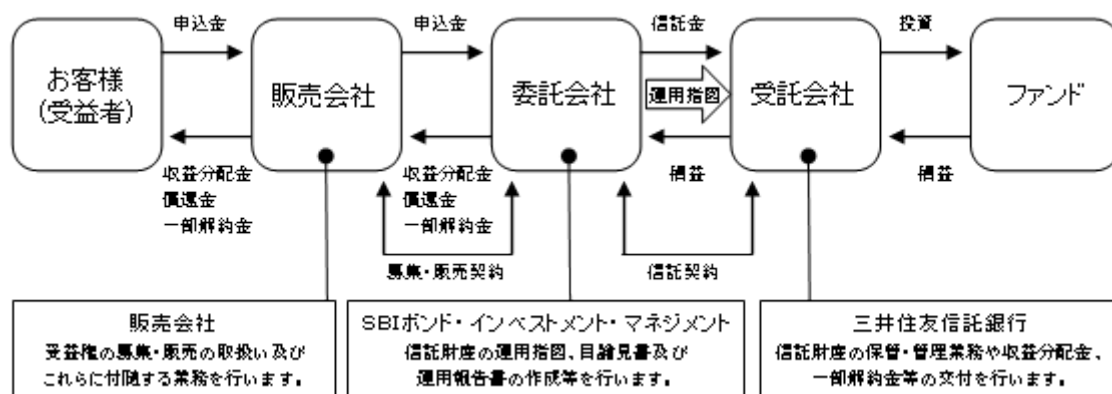 申込金
申込金
信託金
投資
お客様
(受益者)
販売会社
委託会社
運用指図
受託会社
ファンド
収益分配金
償還金
一部解約金
収益分配金
償還金
一部解約金
損益
損益
募集・販売契約
信託契約
販売会社
受益権の募集・販売の取扱い及び
これらに付随する業務を行います。
SBIボンド・インベストメント・マネジメント
信託財産の運用指図、目論見書及び
運用報告書の作成等を行います。
三井住友信託銀行
信託財産の保管・管理業務や収益分配金、
一部解約金等の交付を行います。